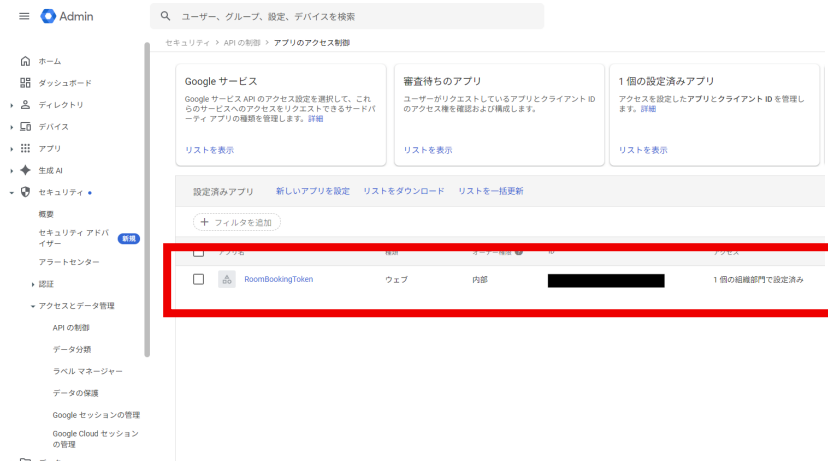 Admin
ユーザー、グループ、設定、デバイスを検索
セキュリティ > API の制御 > アプリのアクセス制御
ホーム
ダッシュボード
ディレクトリ
デバイス
アプリ
生成 AI
セキュリティ
概要
セキュリティ アドバ
イザー
新規
アラートセンター
認証
アクセスとデータ管理
API の制御
データ分類
ラベル マネージャー
データの保護
Google セッションの管理
Google Cloud セッション
の管理
Google サービス
Google サービス API のアクセス設定を選択して、これ
らのサービスへのアクセスをリクエストできるサードパ
ーティ アプリの種類を管理します。詳細
リストを表示
審査待ちのアプリ
ユーザーがリクエストしているアプリとクライアント ID
のアクセス権を確認および構成します。
リストを表示
1 個の設定済みアプリ
アクセスを設定したアプリとクライアント ID を管理し
ます。詳細
リストを表示
設定済みアプリ 新しいアプリを設定 リストをダウンロード リストを一括更新
フィルタを追加
アプリ名 種類 オーナー権限 ID アクセス
RoomBookingToken ウェブ 内部 1 個の組織部門で設定済み